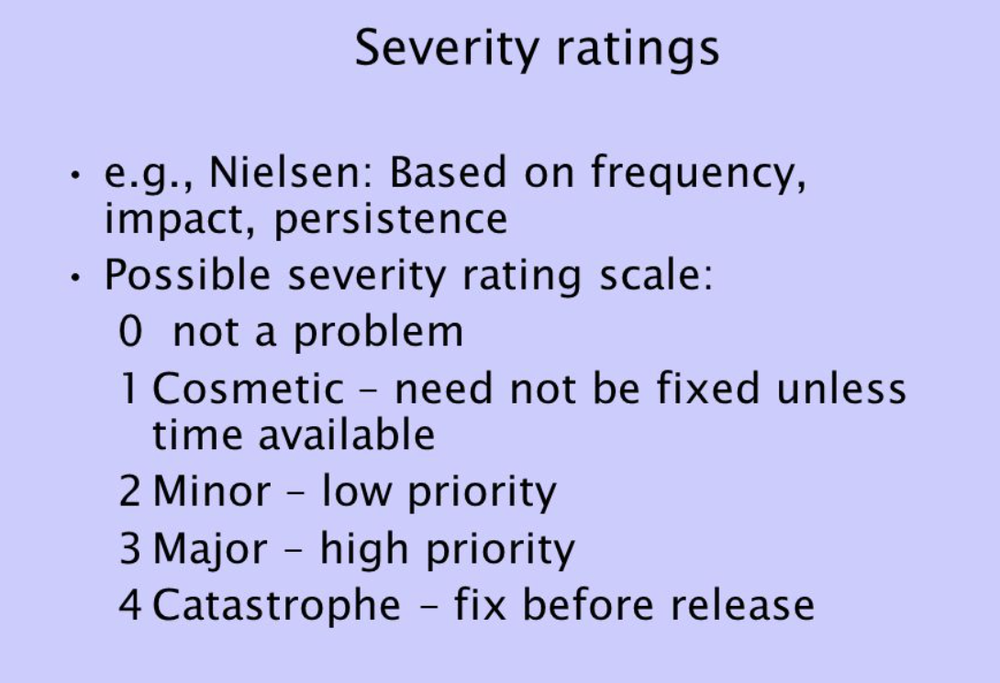 Severity ratings
• e.g., Nielsen: Based on frequency,
impact, persistence
• Possible severity rating scale:
0 not a problem
1 Cosmetic – need not be fixed unless
time available
2 Minor – low priority
3 Major – high priority
4 Catastrophe – fix before release